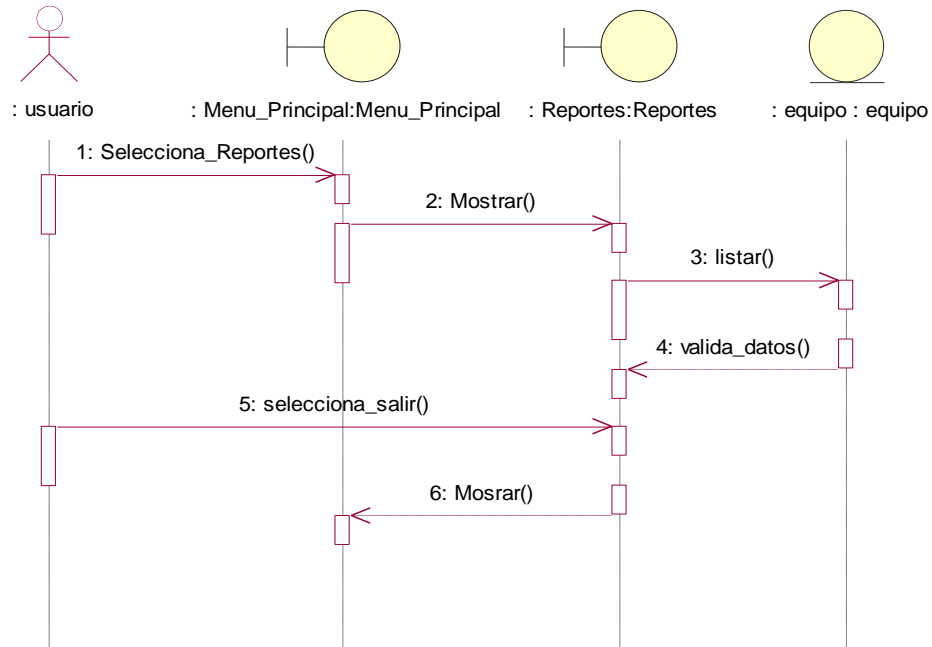 : usuario
: Menu_Principal:Menu_Principal
: Reportes:Reportes
: equipo : equipo
1: Selecciona_Reportes()
2: Mostrar()
3: listar()
4: valida_datos()
5: selecciona_salir()
6: Mosrar()